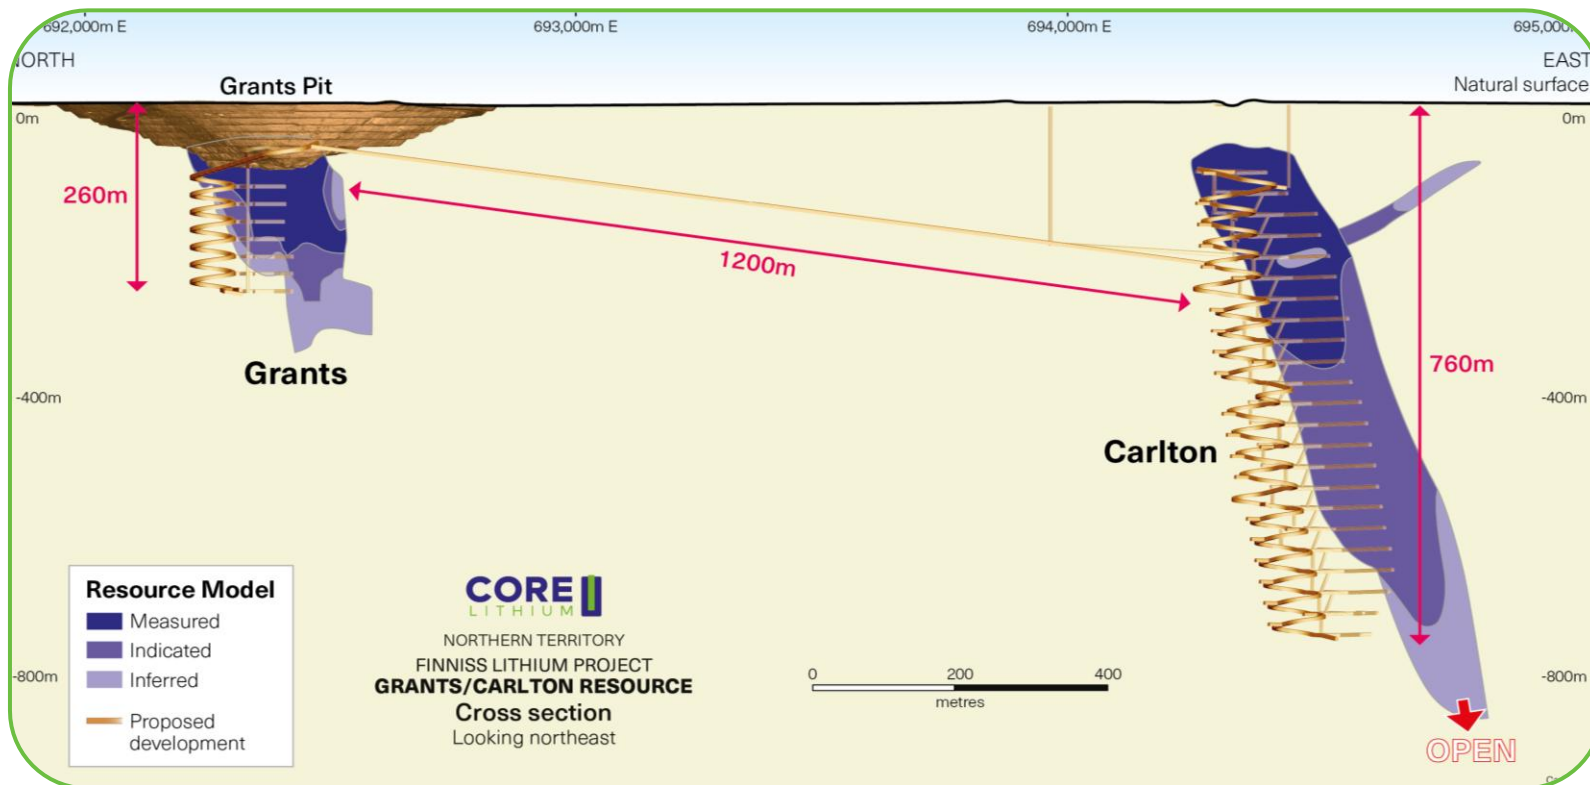 692,000m E
693,000m E
694,000m E
695,000m
NORTH
EAST
Grants Pit
Natural surface
0m
0m
260m
1200m
760m
Grants
-400m
-400m
Carlton
Resource Model
Measured
Indicated
Inferred
Proposed
development
CORE
LITHIUM
NORTHERN TERRITORY
FINNISS LITHIUM PROJECT
GRANTS/CARLTON RESOURCE
Cross section
Looking northeast
0
200
400
metres
-800m
-800m
OPEN